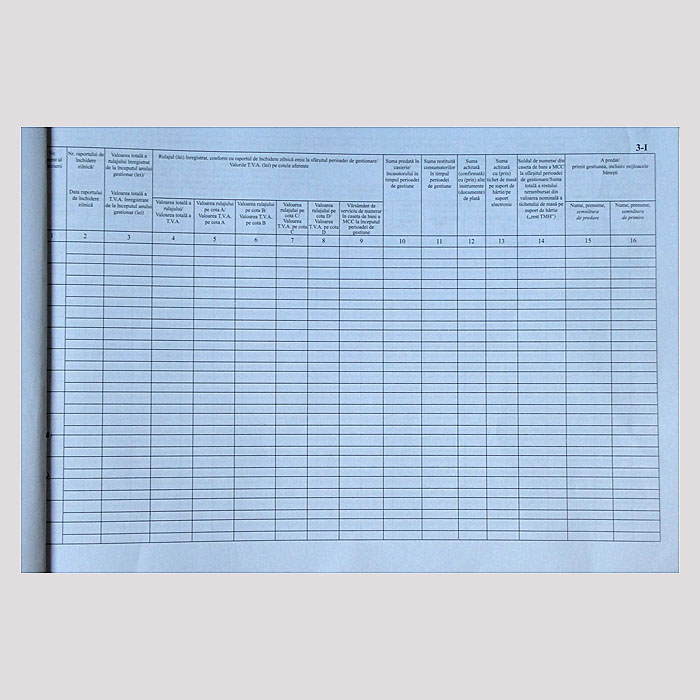 3-1
Nr. raportului de
închidere
zilnică/
Data raportului
de închidere
zilnică
Valoarea totală a
rulajului înregistrat
de la începutul anului
gestionar (lei)/
Valoarea totală a
T.V.A. înregistrate
de la începutul anului
gestionar (lei)
Rulajul (lei) înregistrat, conform cu raportul de închidere zilnică emis la sfârșitul perioadei de gestionare/
Valorile T.V.A. (lei) pe cotele aferente
Valoarea totală a
rulajului/
Valoarea totală a
T.V.A.
Valoarea rulajului
pe cota A/
Valoarea T.V.A.
pe cota A
Valoarea rulajului
pe cota B/
Valoarea T.V.A.
pe cota B
Valoarea
rulajului pe
cota C/
Valoarea
T.V.A. pe cota
C
Valoarea
rulajului pe
cota D/
Valoarea
T.V.A. pe cota
D
Vărsământ de
serviciu de numerar
în caseta de bani a
MCC la începutul
perioadei de
gestiune
Suma predată în
casierie/
încasatorului în
timpul perioadei
de gestiune
Suma restituită
consumatorilor
în timpul
perioadei
de gestiune
Suma
achitată
(confirmată)
cu (prin) alte
instrumente
(documente)
de plată
Suma
achitată
cu (prin)
tichet de masă
pe suport de
hârtie/pe
suport
electronic
Soldul de numerar din
caseta de bani a MCC
la sfârșitul perioadei
de gestionare/Suma
totală a restului
nerambursat din
valoarea nominală a
tichetului de masă pe
suport de hârtie
(„rest TMH")
A predat/
primit gestiunea, inclusiv mijloacele
bănești
Nume, prenume,
semnătura
de predare
Nume, prenume,
semnătura
de primire
1 2 3 4 5 6 7 8 9 10 11 12 13 14 15 16